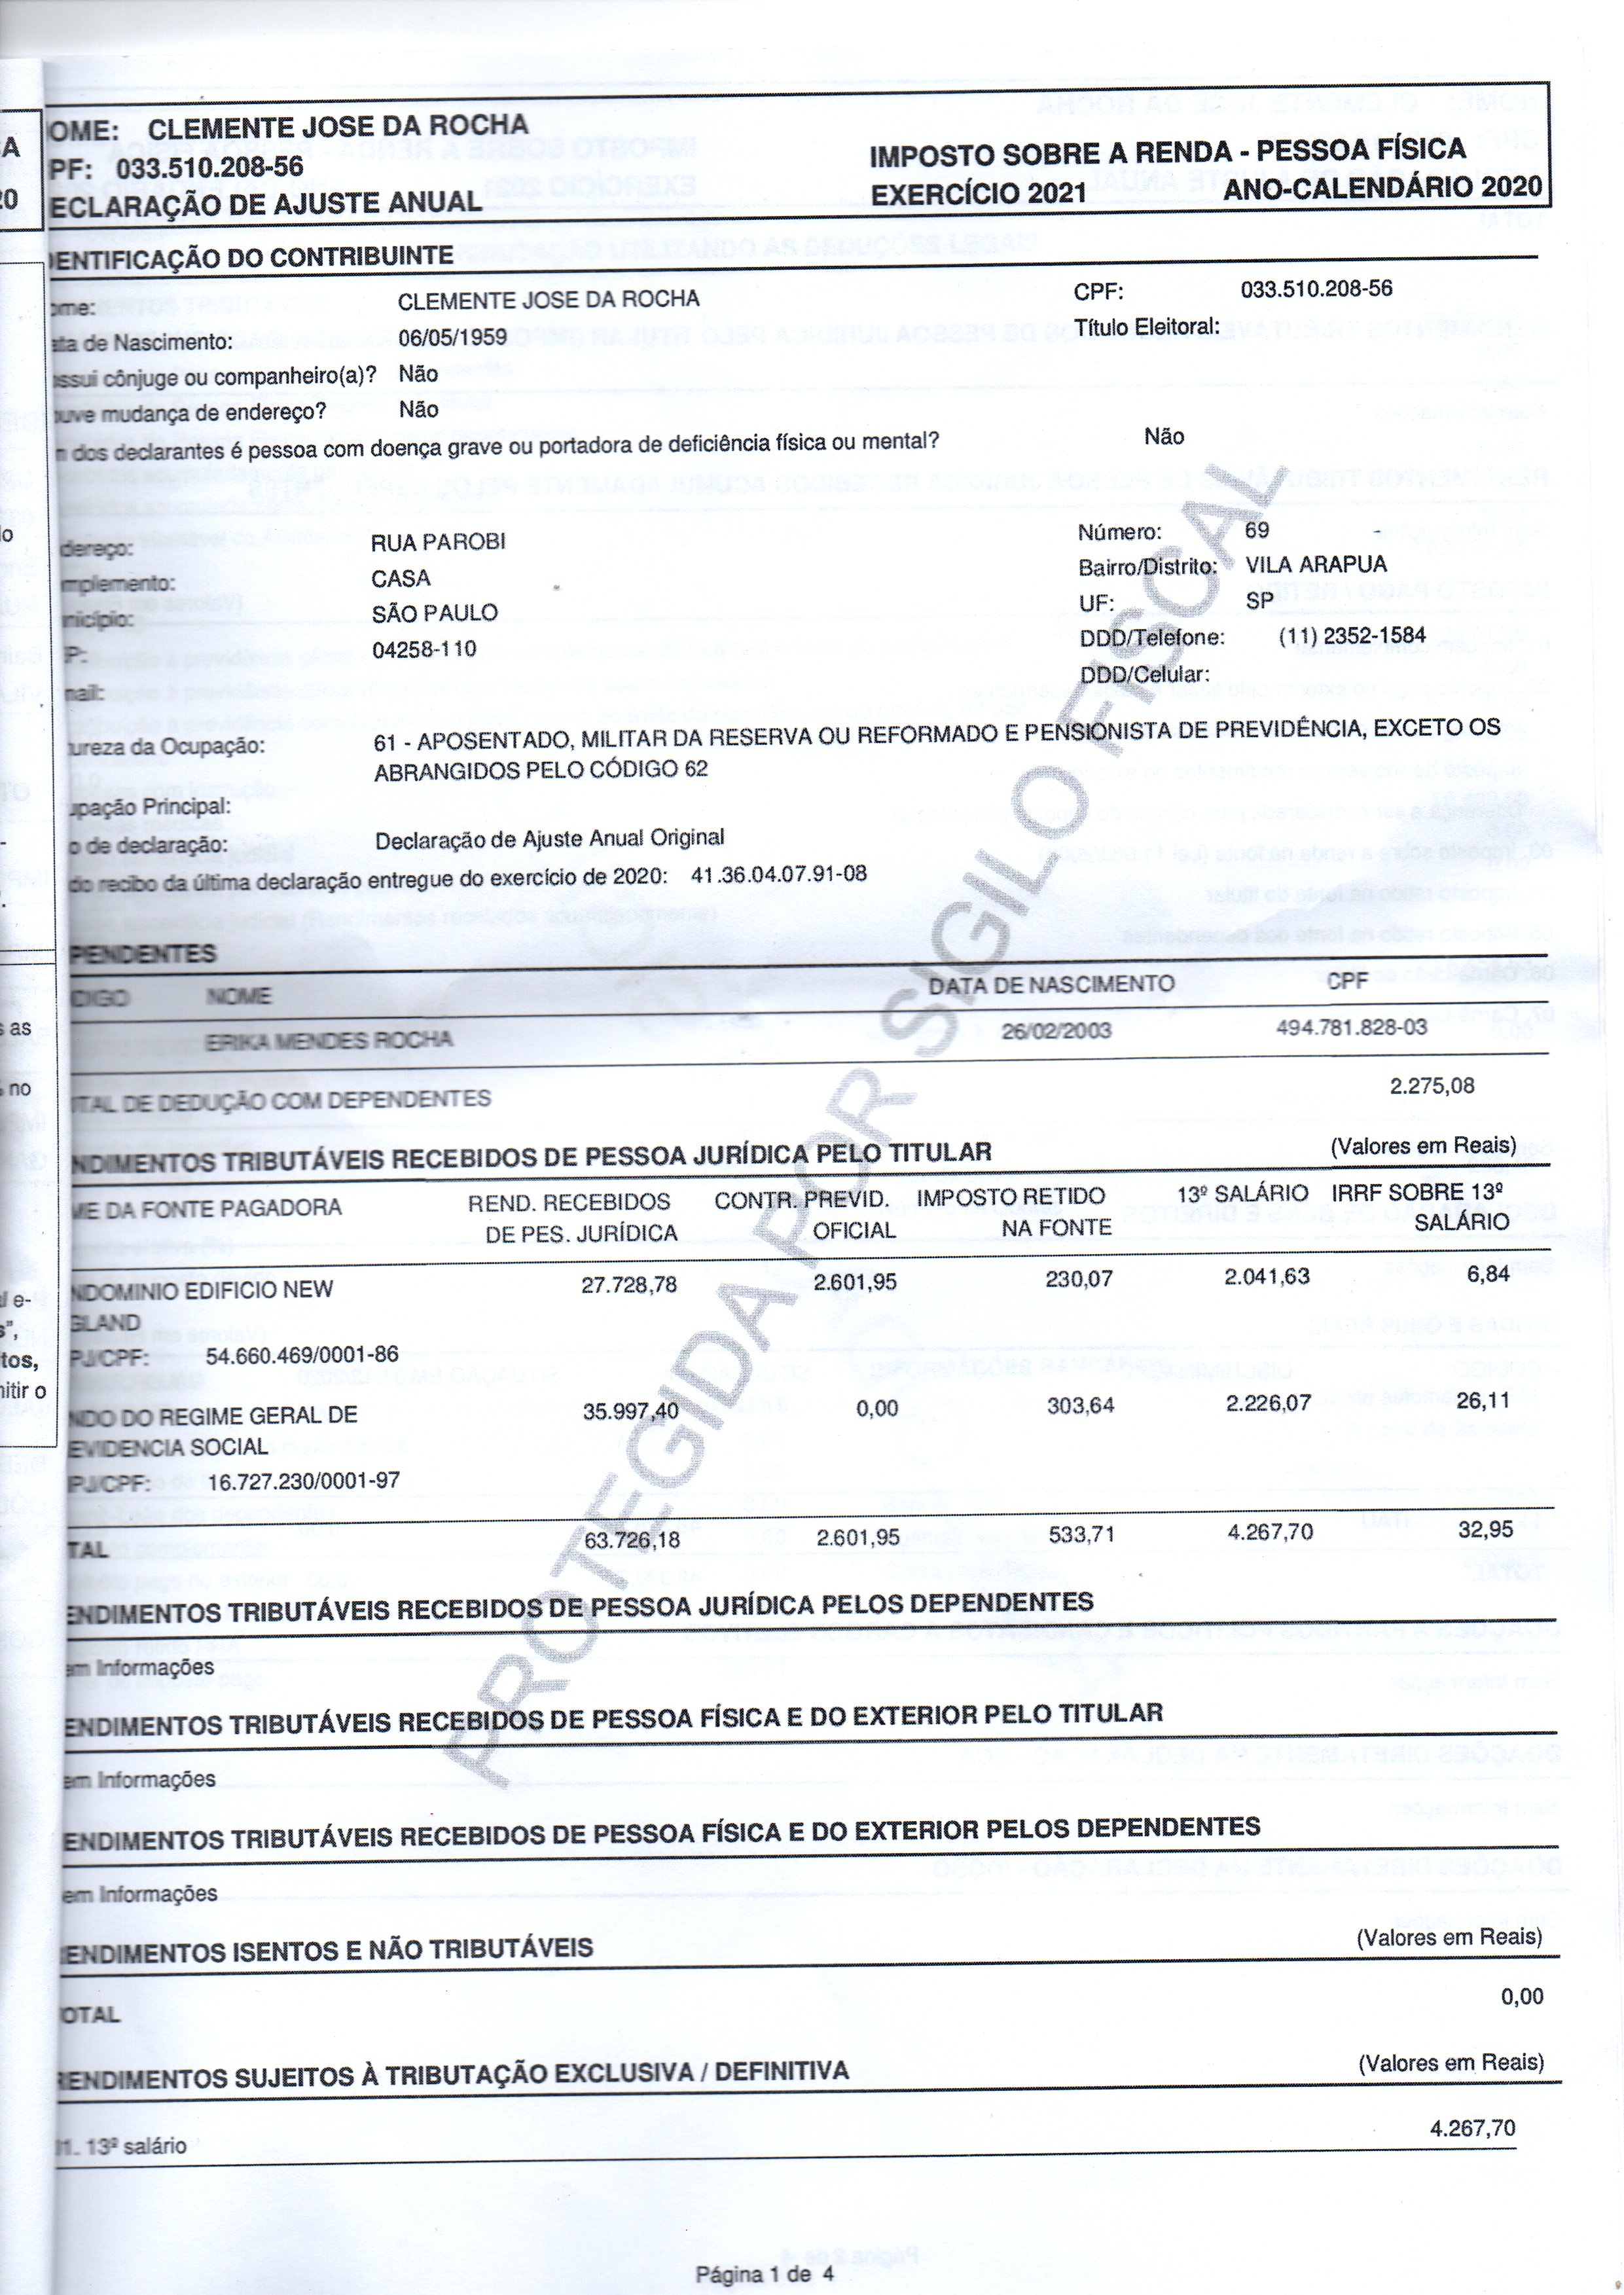 OME: CLEMENTE JOSE DA ROCHA
PF: 033.510.208-56
ECLARAÇÃO DE AJUSTE ANUAL
IMPOSTO SOBRE A RENDA - PESSOA FÍSICA
EXERCÍCIO 2021 ANO-CALENDÁRIO 2020
ENTIFICAÇÃO DO CONTRIBUINTE
ome: CLEMENTE JOSE DA ROCHA CPF: 033.510.208-56
ata de Nascimento: 06/05/1959 Título Eleitoral:
ossui cônjuge ou companheiro(a)? Não
ouve mudança de endereço? Não
m dos declarantes é pessoa com doença grave ou portadora de deficiência física ou mental? Não
dereço: RUA PAROBI Número: 69
mplemento: CASA Bairro/Distrito: VILA ARAPUA
nicípio: SÃO PAULO UF: SP
P: 04258-110 DDD/Telefone: (11) 2352-1584
mail: DDD/Celular:
ureza da Ocupação: 61 - APOSENTADO, MILITAR DA RESERVA OU REFORMADO E PENSIONISTA DE PREVIDÊNCIA, EXCETO OS
ABRANGIDOS PELO CÓDIGO 62
upação Principal:
o de declaração: Declaração de Ajuste Anual Original
do recibo da última declaração entregue do exercício de 2020: 41.36.04.07.91-08
PENDENTES
DIGO NOME DATA DE NASCIMENTO CPF
ERIKA MENDES ROCHA 26/02/2003 494.781.828-03
TAL DE DEDUÇÃO COM DEPENDENTES 2.275,08
NDIMENTOS TRIBUTÁVEIS RECEBIDOS DE PESSOA JURÍDICA PELO TITULAR (Valores em Reais)
ME DA FONTE PAGADORA REND. RECEBIDOS CONTR. PREVID. IMPOSTO RETIDO 13º SALÁRIO IRRF SOBRE 13º
DE PES. JURÍDICA OFICIAL NA FONTE SALÁRIO
NDOMINIO EDIFICIO NEW 27.728,78 2.601,95 230,07 2.041,63 6,84
GLAND
PJ/CPF: 54.660.469/0001-86
NDO DO REGIME GERAL DE 35.997,40 0,00 303,64 2.226,07 26,11
EVIDENCIA SOCIAL
PJ/CPF: 16.727.230/0001-97
TAL 63.726,18 2.601,95 533,71 4.267,70 32,95
ENDIMENTOS TRIBUTÁVEIS RECEBIDOS DE PESSOA JURÍDICA PELOS DEPENDENTES
em Informações
ENDIMENTOS TRIBUTÁVEIS RECEBIDOS DE PESSOA FÍSICA E DO EXTERIOR PELO TITULAR
em Informações
ENDIMENTOS TRIBUTÁVEIS RECEBIDOS DE PESSOA FÍSICA E DO EXTERIOR PELOS DEPENDENTES
em Informações
ENDIMENTOS ISENTOS E NÃO TRIBUTÁVEIS (Valores em Reais)
OTAL 0,00
RENDIMENTOS SUJEITOS À TRIBUTAÇÃO EXCLUSIVA / DEFINITIVA (Valores em Reais)
01. 13º salário 4.267,70
Página 1 de 4
PROTEGIDA POR SIGILO FISCAL